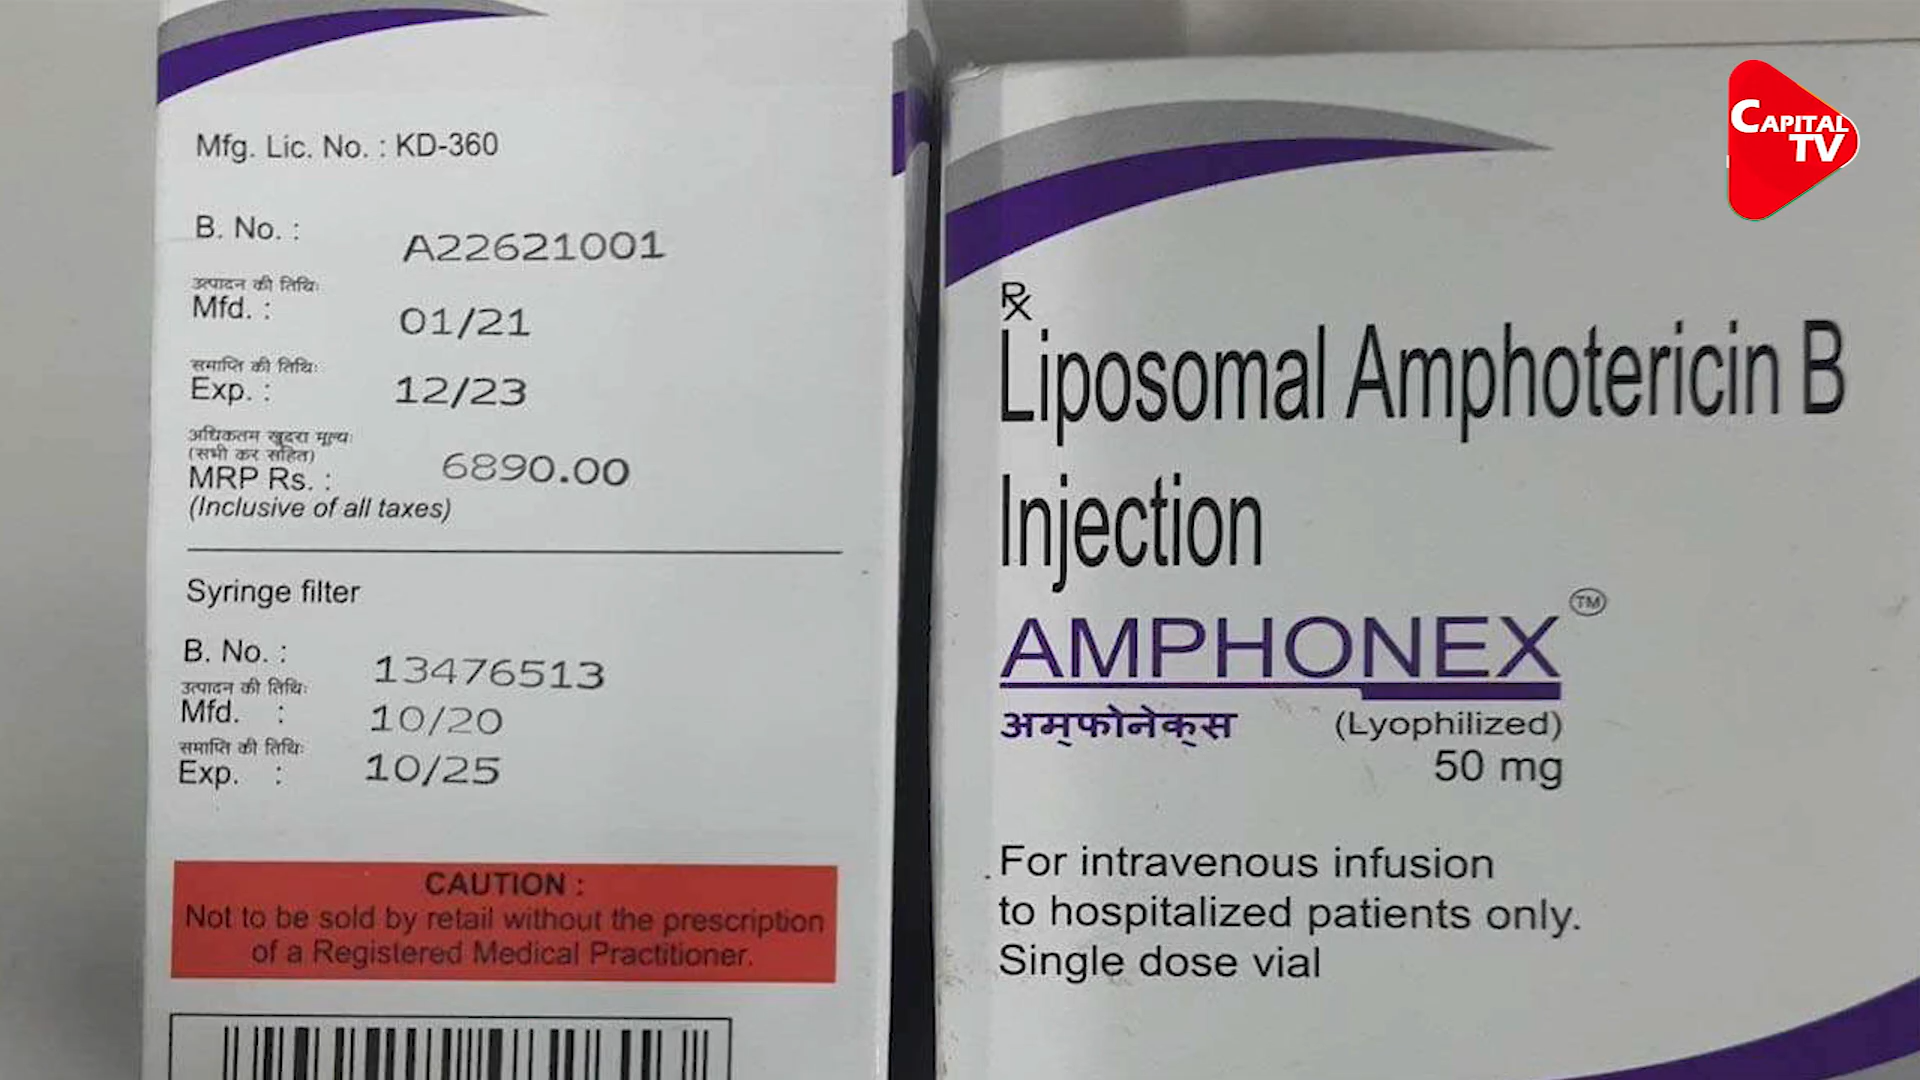 Mfg. Lic. No. : KD-360
B. No. : A22621001
उत्पादन की तिथिः
Mfd. : 01/21
समाप्ति की तिथिः
Exp. : 12/23
अधिकतम खुदरा मूल्यः
(सभी कर सहित)
MRP Rs. : 6890.00
(Inclusive of all taxes)
Syringe filter
B. No. : 13476513
उत्पादन की तिथिः
Mfd. : 10/20
समाप्ति की तिथिः
Exp. : 10/25
CAUTION :
Not to be sold by retail without the prescription
of a Registered Medical Practitioner.
Rx
Liposomal Amphotericin B
Injection
AMPHONEX TM
अम्फोनेक्स (Lyophilized)
50 mg
For intravenous infusion
to hospitalized patients only.
Single dose vial
CAPITAL
TV